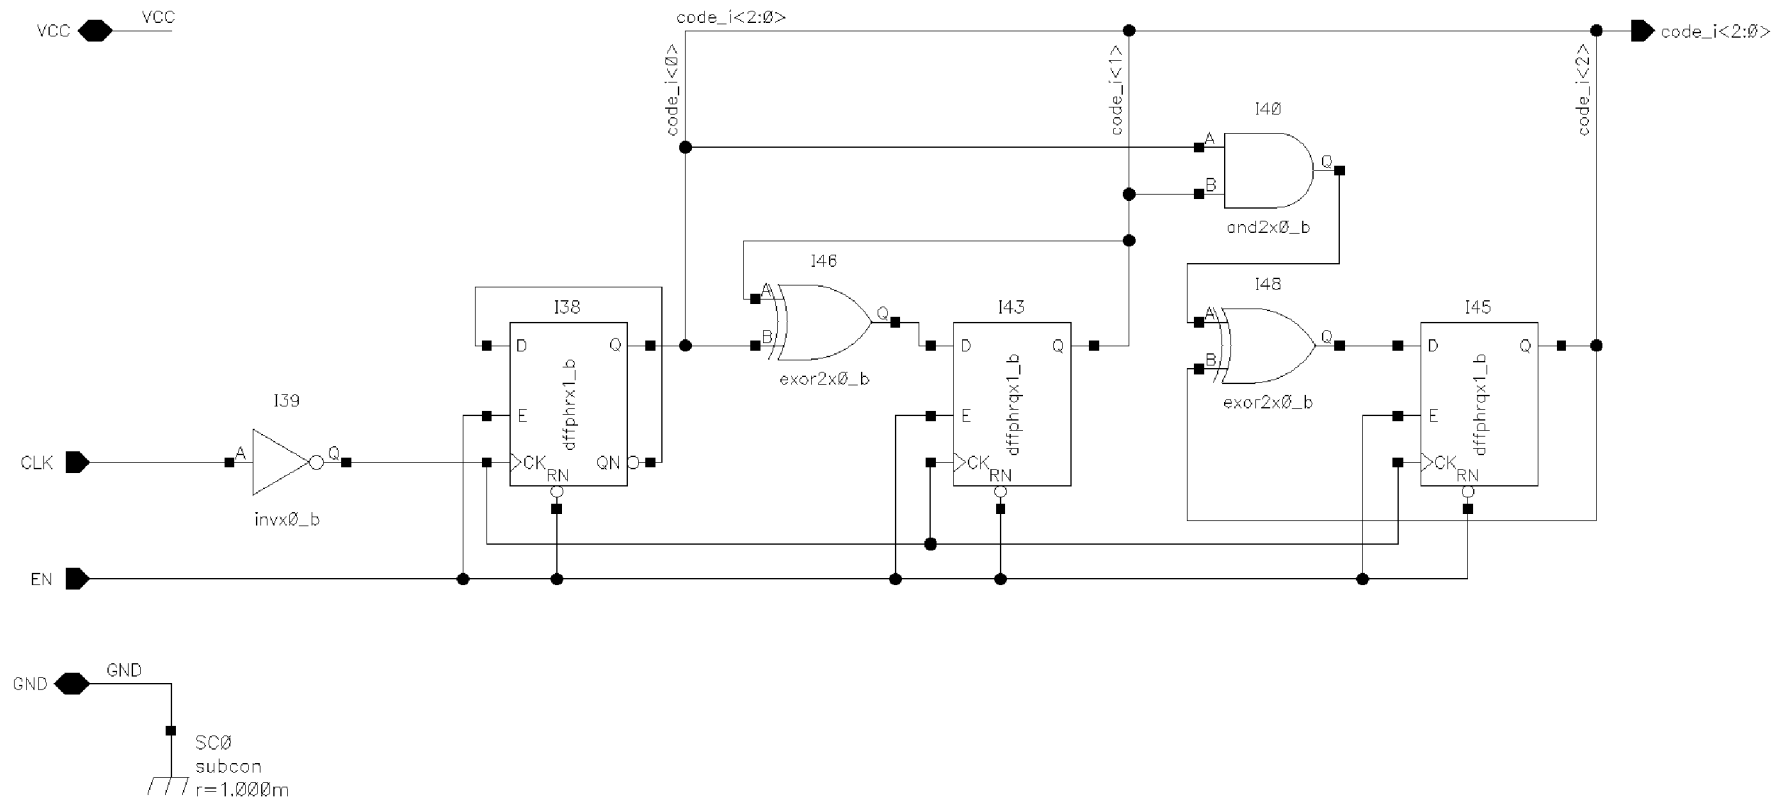 VCC
VCC
code_i<2:0>
code_i<2:0>
code_i<0>
code_i<1>
code_i<2>
I40
A
B
Q
and2x0_b
I46
A
B
Q
exor2x0_b
I48
A
B
Q
exor2x0_b
I38
D
Q
E
dffphrx1_b
CK
QN
RN
I43
D
Q
E
dffphrqx1_b
CK
RN
I45
D
Q
E
dffphrqx1_b
CK
RN
I39
CLK
A
Q
invx0_b
EN
GND
GND
SC0
subcon
r=1.000m